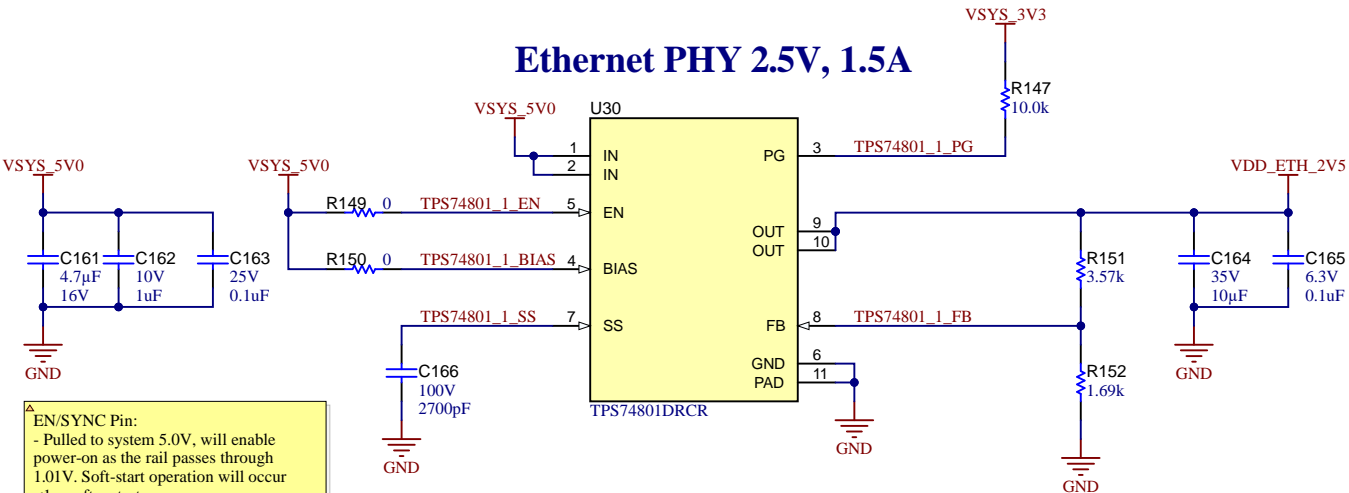 Ethernet PHY 2.5V, 1.5A
VSYS_3V3
R147
10.0k
VSYS_5V0
U30
1
IN
2
IN
PG
3
TPS74801_1_PG
VSYS_5V0
VSYS_5V0
VDD_ETH_2V5
R149
0
TPS74801_1_EN
5
EN
OUT
9
OUT
10
R150
0
TPS74801_1_BIAS
4
BIAS
C161
4.7µF
16V
C162
10V
1uF
C163
25V
0.1uF
R151
3.57k
C164
35V
10µF
C165
6.3V
0.1uF
TPS74801_1_SS
7
SS
FB
8
TPS74801_1_FB
GND
6
PAD
11
C166
100V
2700pF
R152
1.69k
GND
GND
TPS74801DRCR
GND
GND
GND
EN/SYNC Pin:
- Pulled to system 5.0V, will enable
power-on as the rail passes through
1.01V. Soft-start operation will occur